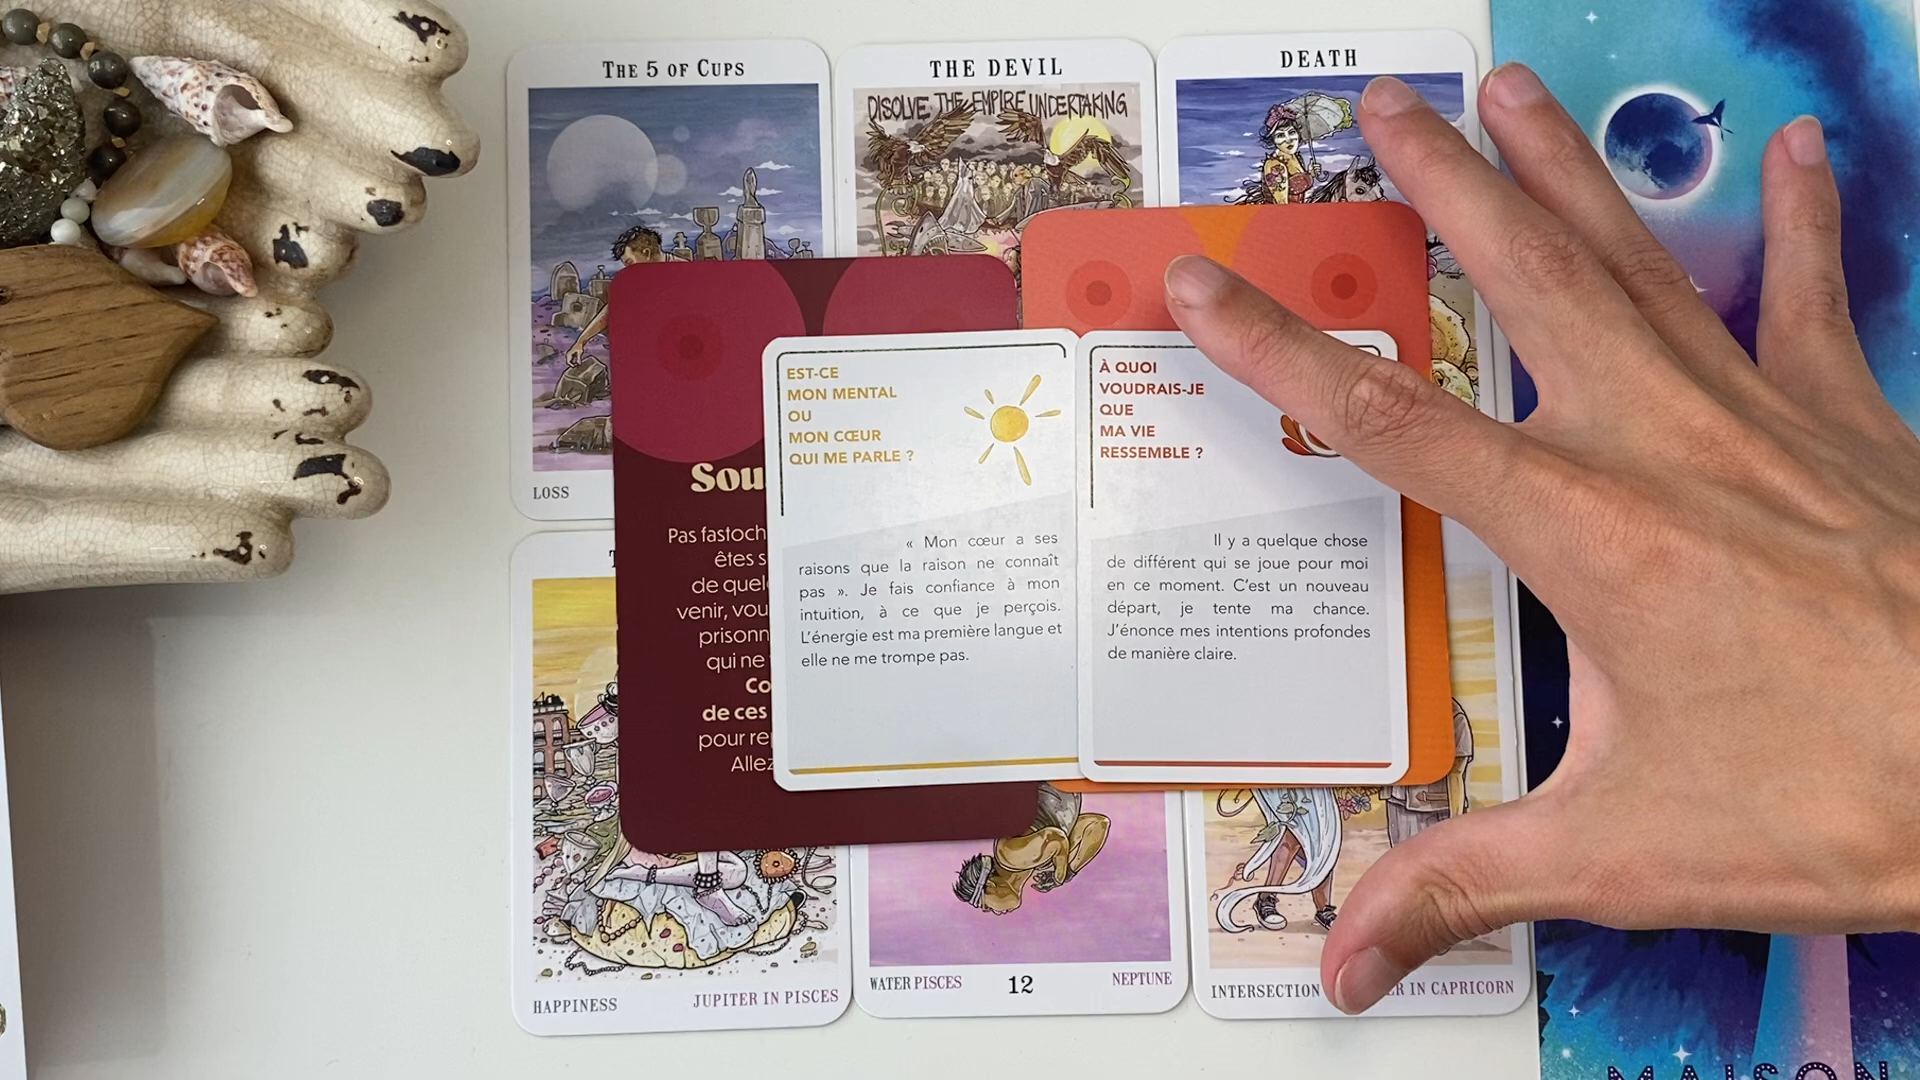 THE 5 OF CUPS
THE DEVIL
DEATH
DISOLVE THE EMPIRE UNDERTAKING
LOSS
Sou
Pas fastoch
êtes s
de quel
venir, vou
prisonn
qui ne
Co
de ces
pour re
Allez
EST-CE
MON MENTAL
OU
MON CŒUR
QUI ME PARLE ?
« Mon cœur a ses
raisons que la raison ne connaît
pas ». Je fais confiance à mon
intuition, à ce que je perçois.
L'énergie est ma première langue et
elle ne me trompe pas.
À QUOI
VOUDRAIS-JE
QUE
MA VIE
RESSEMBLE ?
Il y a quelque chose
de différent qui se joue pour moi
en ce moment. C'est un nouveau
départ, je tente ma chance.
J'énonce mes intentions profondes
de manière claire.
HAPPINESS
JUPITER IN PISCES
WATER PISCES
12
NEPTUNE
INTERSECTION
ER IN CAPRICORN
MAISON